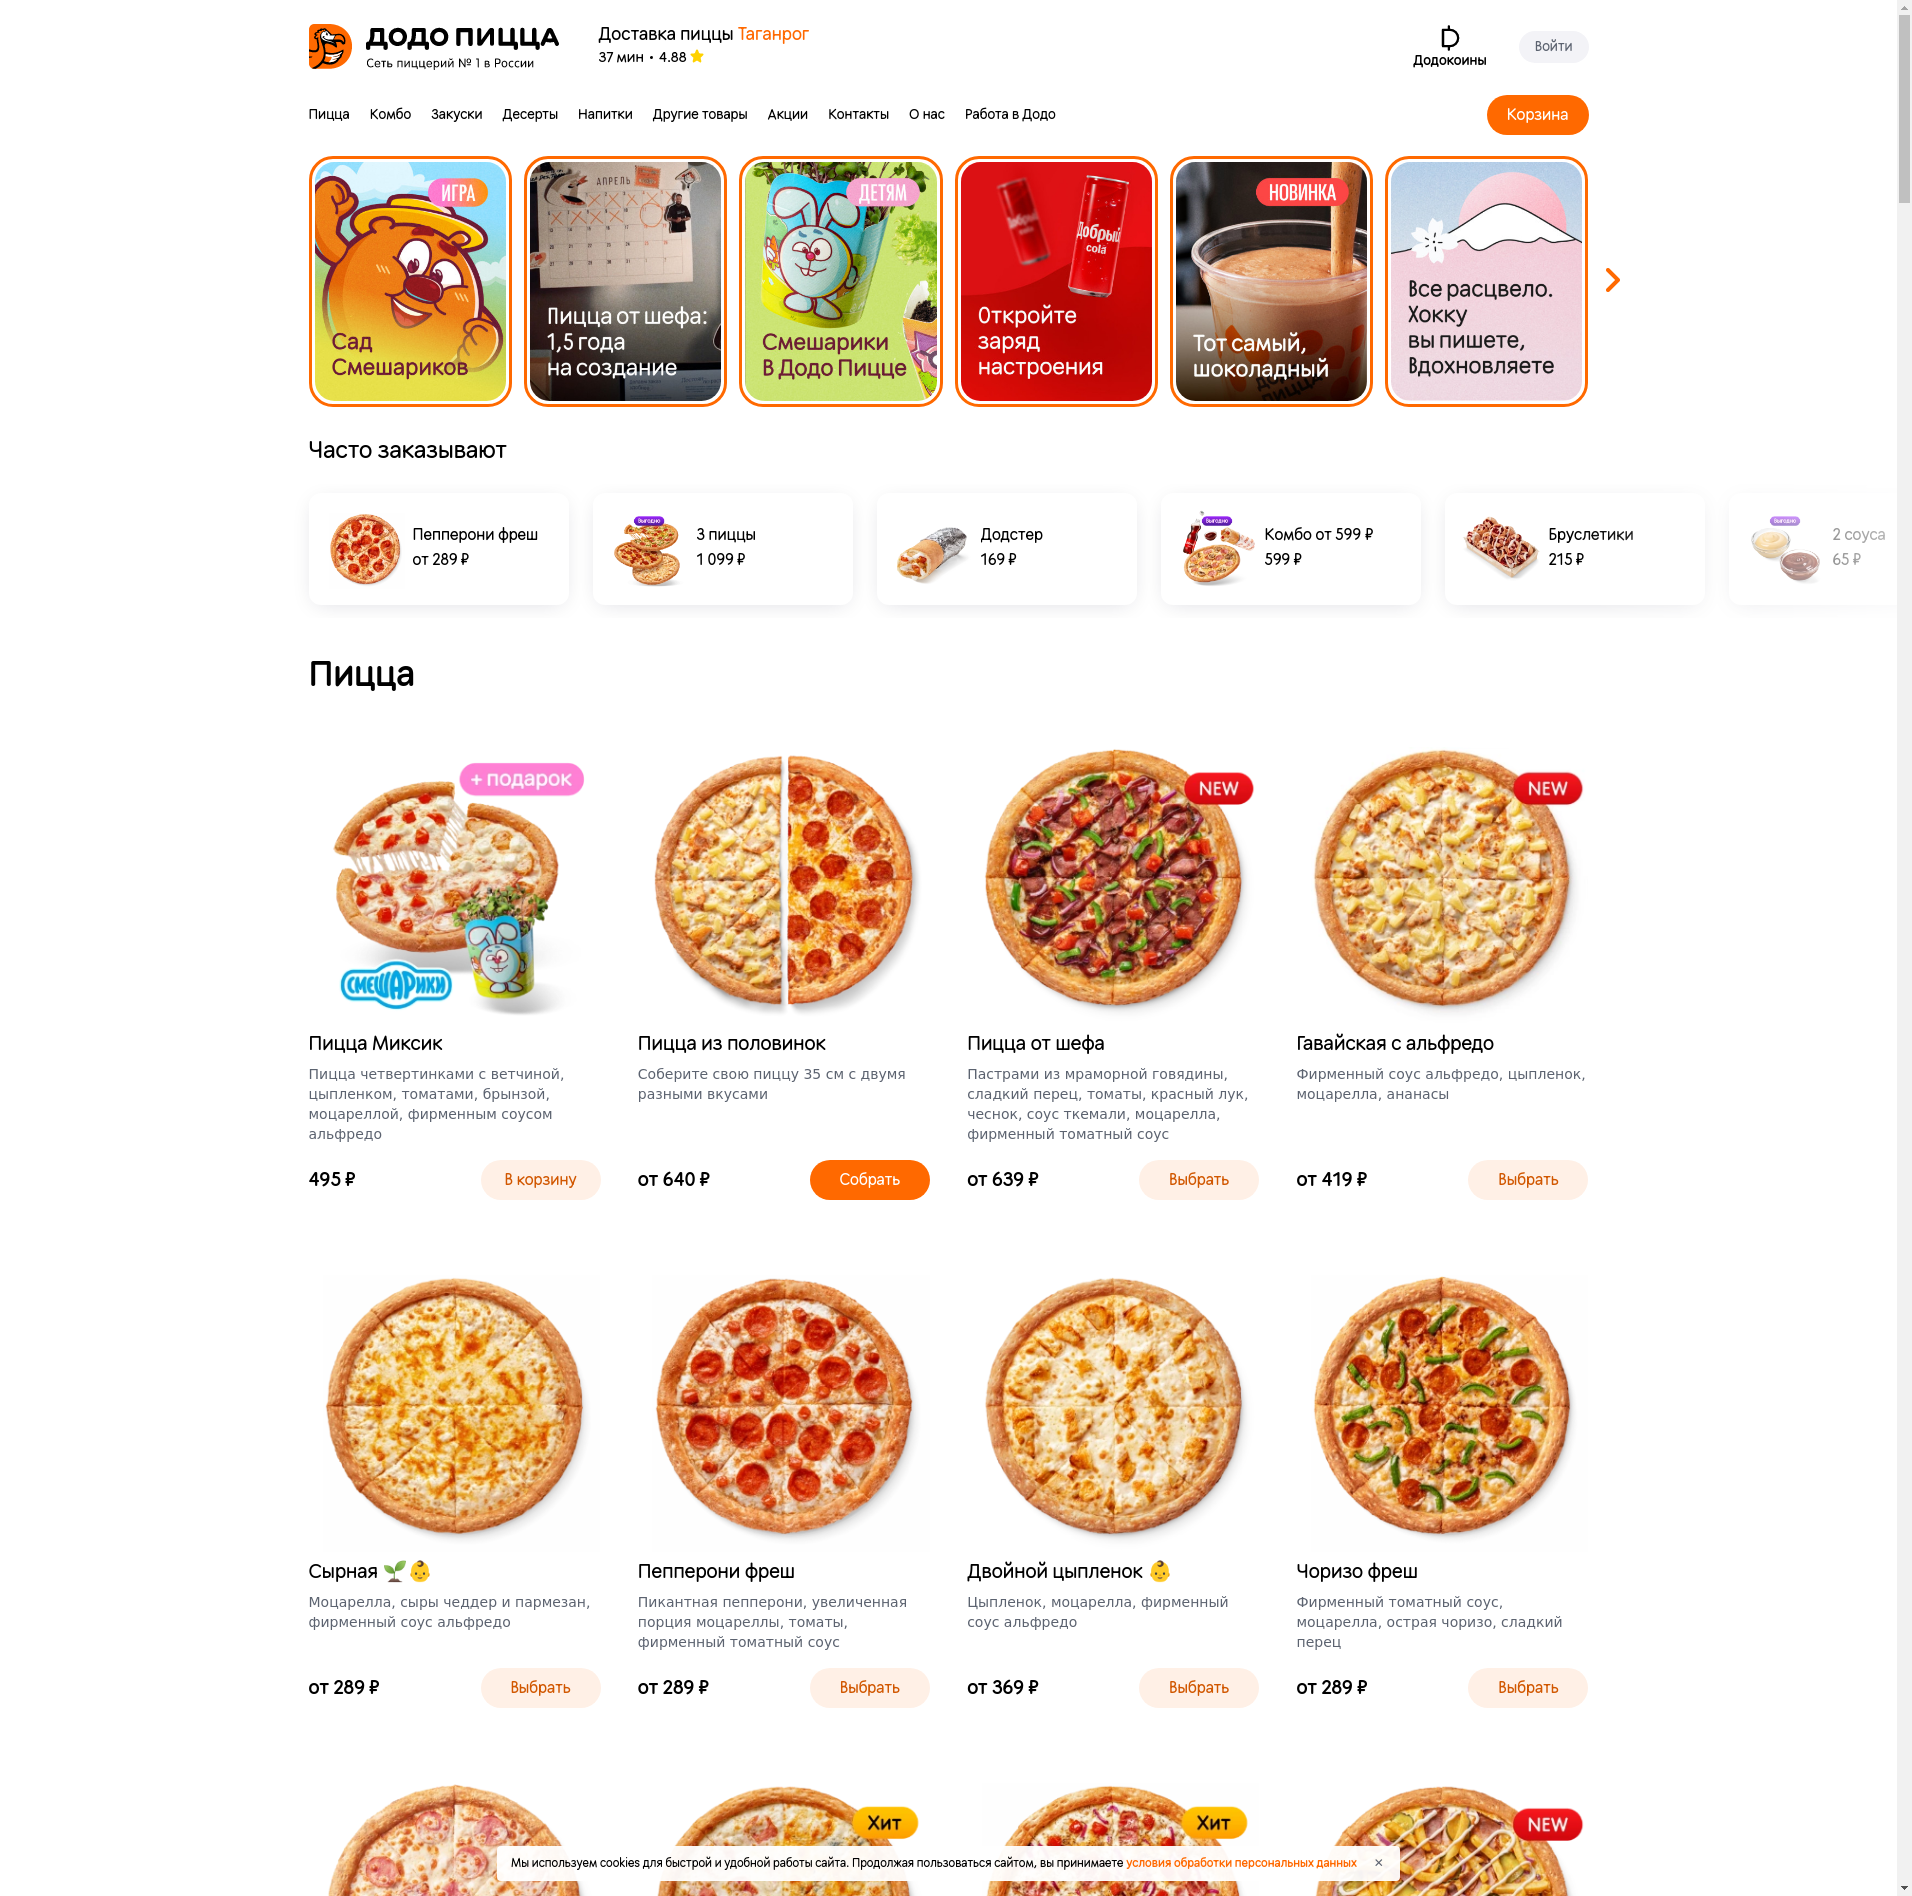 ДОДО ПИЦЦА
Сеть пиццерий № 1 в России
Доставка пиццы Таганрог
37 мин • 4.88
Додокоины
Войти
Пицца Комбо Закуски Десерты Напитки Другие товары Акции Контакты О нас Работа в Додо
Корзина
ИГРА
Сад
Смешариков
АПРЕЛЬ
Пицца от шефа:
1,5 года
на создание
ДЕТЯМ
Смешарики
В Додо Пицце
Добрый
cola
Откройте
заряд
настроения
НОВИНКА
Тот самый,
шоколадный
Все расцвело.
Хокку
вы пишете,
Вдохновляете
Часто заказывают
Пепперони фреш
от 289 ₽
Выгодно
3 пиццы
1 099 ₽
Додстер
169 ₽
Выгодно
Комбо от 599 ₽
599 ₽
Бруслетики
215 ₽
Выгодно
2 соуса
65 ₽
Пицца
+ подарок
СМЕШАРИКИ
NEW
NEW
Пицца Миксик
Пицца четвертинками с ветчиной,
цыпленком, томатами, брынзой,
моцареллой, фирменным соусом
альфредо
495 ₽
В корзину
Пицца из половинок
Соберите свою пиццу 35 см с двумя
разными вкусами
от 640 ₽
Собрать
Пицца от шефа
Пастрами из мраморной говядины,
сладкий перец, томаты, красный лук,
чеснок, соус ткемали, моцарелла,
фирменный томатный соус
от 639 ₽
Выбрать
Гавайская с альфредо
Фирменный соус альфредо, цыпленок,
моцарелла, ананасы
от 419 ₽
Выбрать
Сырная
Моцарелла, сыры чеддер и пармезан,
фирменный соус альфредо
от 289 ₽
Выбрать
Пепперони фреш
Пикантная пепперони, увеличенная
порция моцареллы, томаты,
фирменный томатный соус
от 289 ₽
Выбрать
Двойной цыпленок
Цыпленок, моцарелла, фирменный
соус альфредо
от 369 ₽
Выбрать
Чоризо фреш
Фирменный томатный соус,
моцарелла, острая чоризо, сладкий
перец
от 289 ₽
Выбрать
Хит
Хит
NEW
Мы используем cookies для быстрой и удобной работы сайта. Продолжая пользоваться сайтом, вы принимаете условия обработки персональных данных